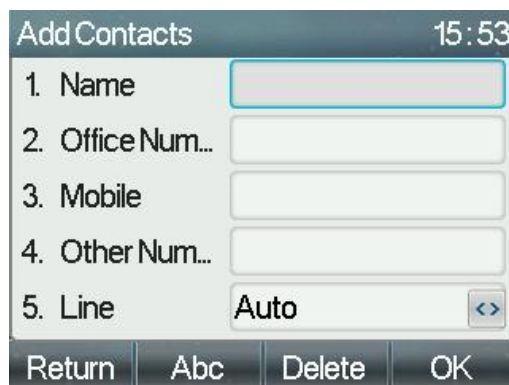 Add Contacts 15:53
1. Name
2. Office Num...
3. Mobile
4. Other Num...
5. Line Auto <>
Return Abc Delete OK